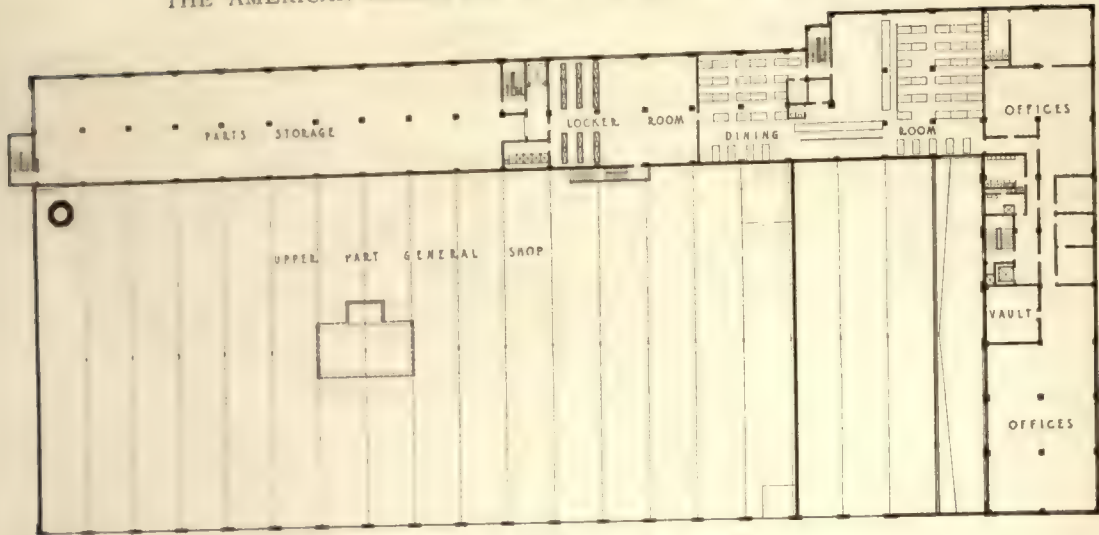 THE AMERICAN
OFFICES
PARTS STORAGE
LOCKER ROOM
DINING ROOM
UPPER PART GENERAL SHOP
VAULT
OFFICES